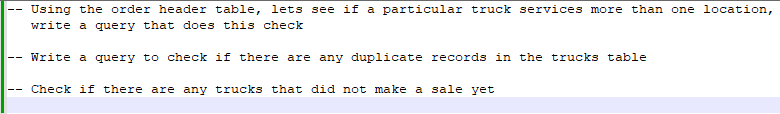 -- Using the order header table, lets see if a particular truck services more than one location,
write a query that does this check
-- Write a query to check if there are any duplicate records in the trucks table
-- Check if there are any trucks that did not make a sale yet